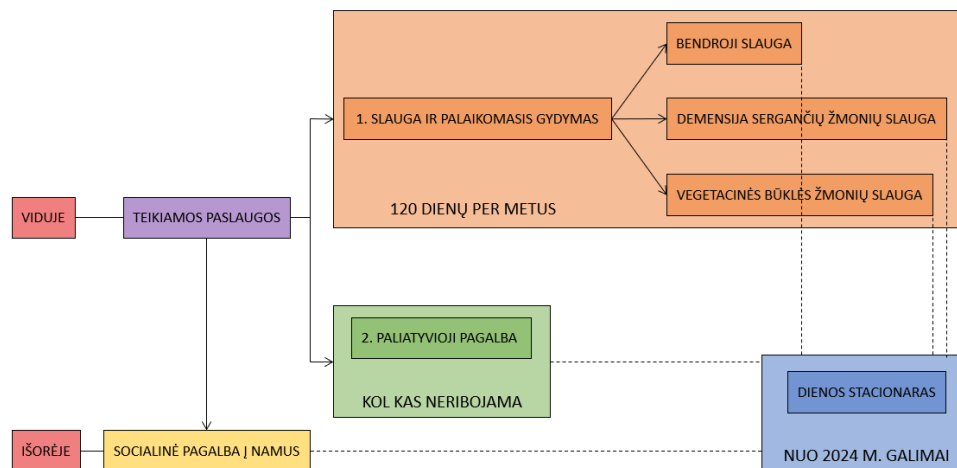 BENDROJI SLAUGA
1. SLAUGA IR PALAIKOMASIS GYDYMAS
DEMENSIJA SERGANČIŲ ŽMONIŲ SLAUGA
VEGETACINĖS BŪKLĖS ŽMONIŲ SLAUGA
120 DIENŲ PER METUS
VIDUJE
TEIKIAMOS PASLAUGOS
2. PALIATYVIOJI PAGALBA
KOL KAS NERIBOJAMA
DIENOS STACIONARAS
NUO 2024 M. GALIMAI
IŠORĖJE
SOCIALINĖ PAGALBA Į NAMUS